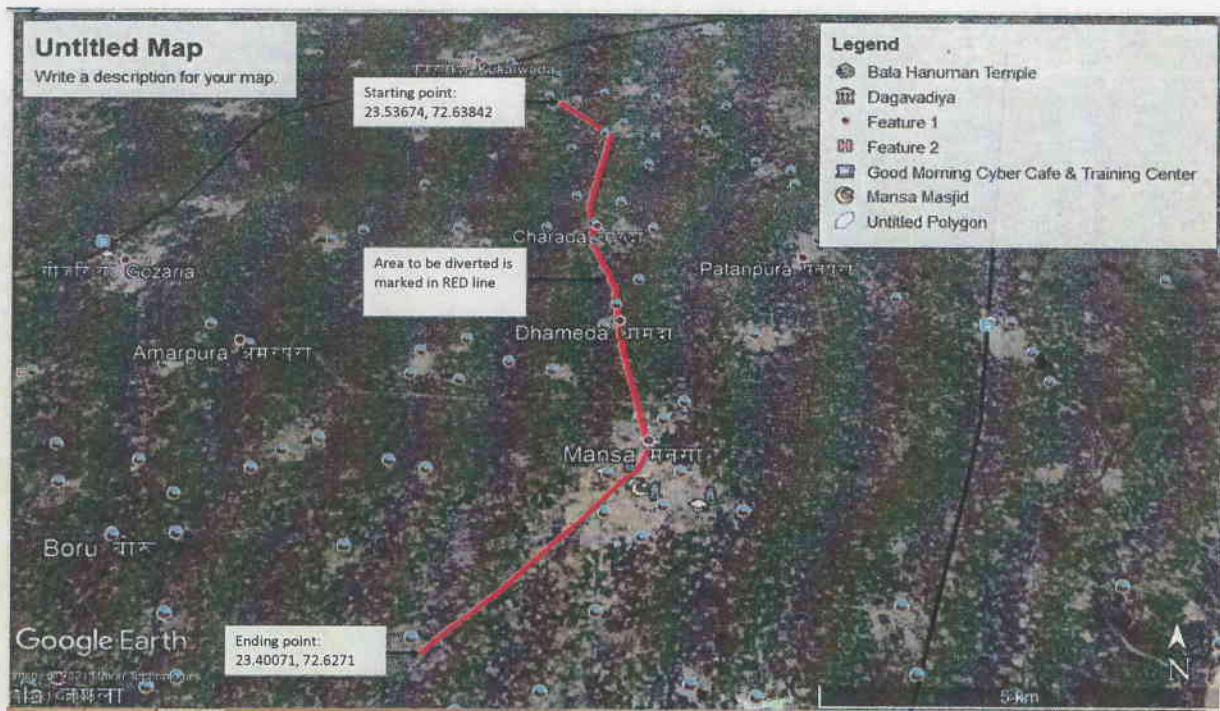 Untitled Map
Write a description for your map.
Legend
Bala Hanuman Temple
Dagavadiya
Feature 1
Feature 2
Good Morning Cyber Cafe & Training Center
Mansa Masjid
Untitled Polygon
Starting point:
23.53674, 72.63842
Charada
Area to be diverted is
marked in RED line
Gozaria
Patanpura
Dhameda
Amarpura
Mansa
Boru
Ending point:
23.40071, 72.6271
Google Earth
N
5 km